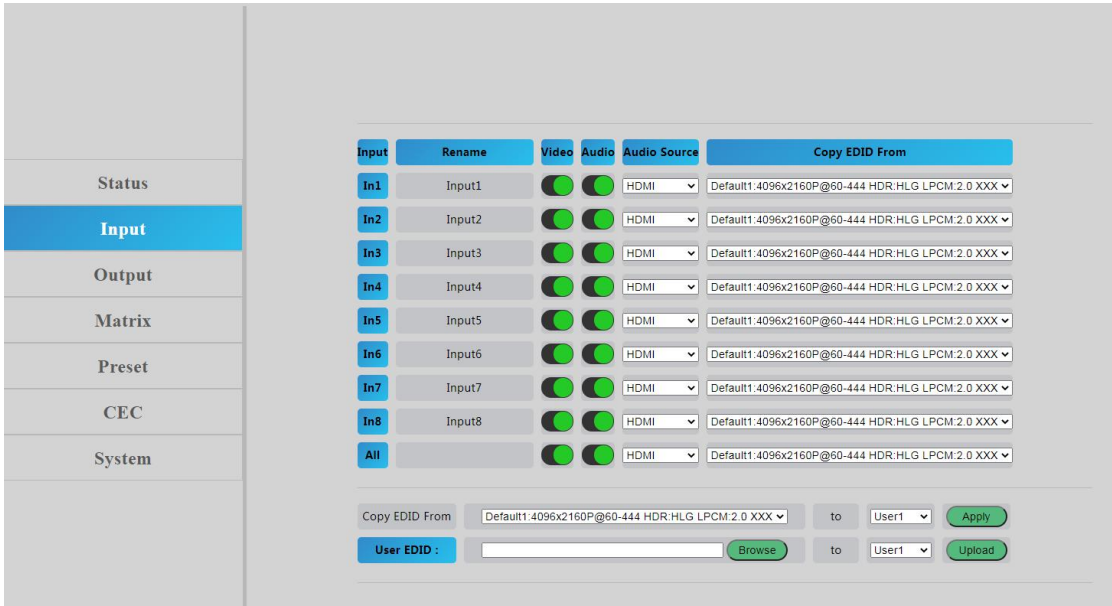 Status
Input
Output
Matrix
Preset
CEC
System
Input Rename Video Audio Audio Source Copy EDID From
In1 Input1 HDMI Default1:4096x2160P@60-444 HDR:HLG LPCM:2.0 XXX
In2 Input2 HDMI Default1:4096x2160P@60-444 HDR:HLG LPCM:2.0 XXX
In3 Input3 HDMI Default1:4096x2160P@60-444 HDR:HLG LPCM:2.0 XXX
In4 Input4 HDMI Default1:4096x2160P@60-444 HDR:HLG LPCM:2.0 XXX
In5 Input5 HDMI Default1:4096x2160P@60-444 HDR:HLG LPCM:2.0 XXX
In6 Input6 HDMI Default1:4096x2160P@60-444 HDR:HLG LPCM:2.0 XXX
In7 Input7 HDMI Default1:4096x2160P@60-444 HDR:HLG LPCM:2.0 XXX
In8 Input8 HDMI Default1:4096x2160P@60-444 HDR:HLG LPCM:2.0 XXX
All HDMI Default1:4096x2160P@60-444 HDR:HLG LPCM:2.0 XXX
Copy EDID From Default1:4096x2160P@60-444 HDR:HLG LPCM:2.0 XXX to User1 Apply
User EDID : Browse to User1 Upload